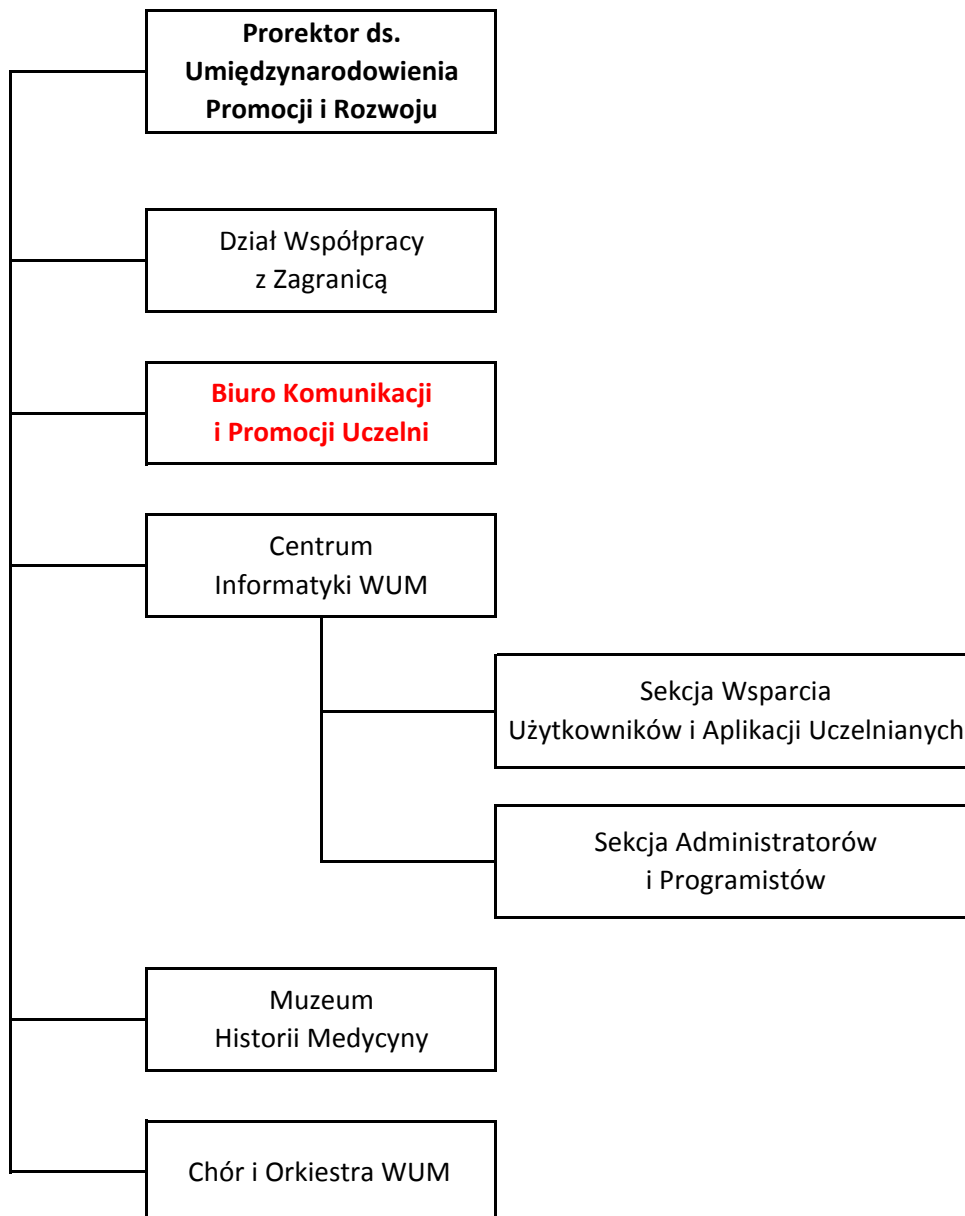 Prorektor ds.
Umiędzynarodowienia
Promocji i Rozwoju
Dział Współpracy
z Zagranicą
Biuro Komunikacji
i Promocji Uczelni
Centrum
Informatyki WUM
Sekcja Wsparcia
Użytkowników i Aplikacji Uczelnianych
Sekcja Administratorów
i Programistów
Muzeum
Historii Medycyny
Chór i Orkiestra WUM